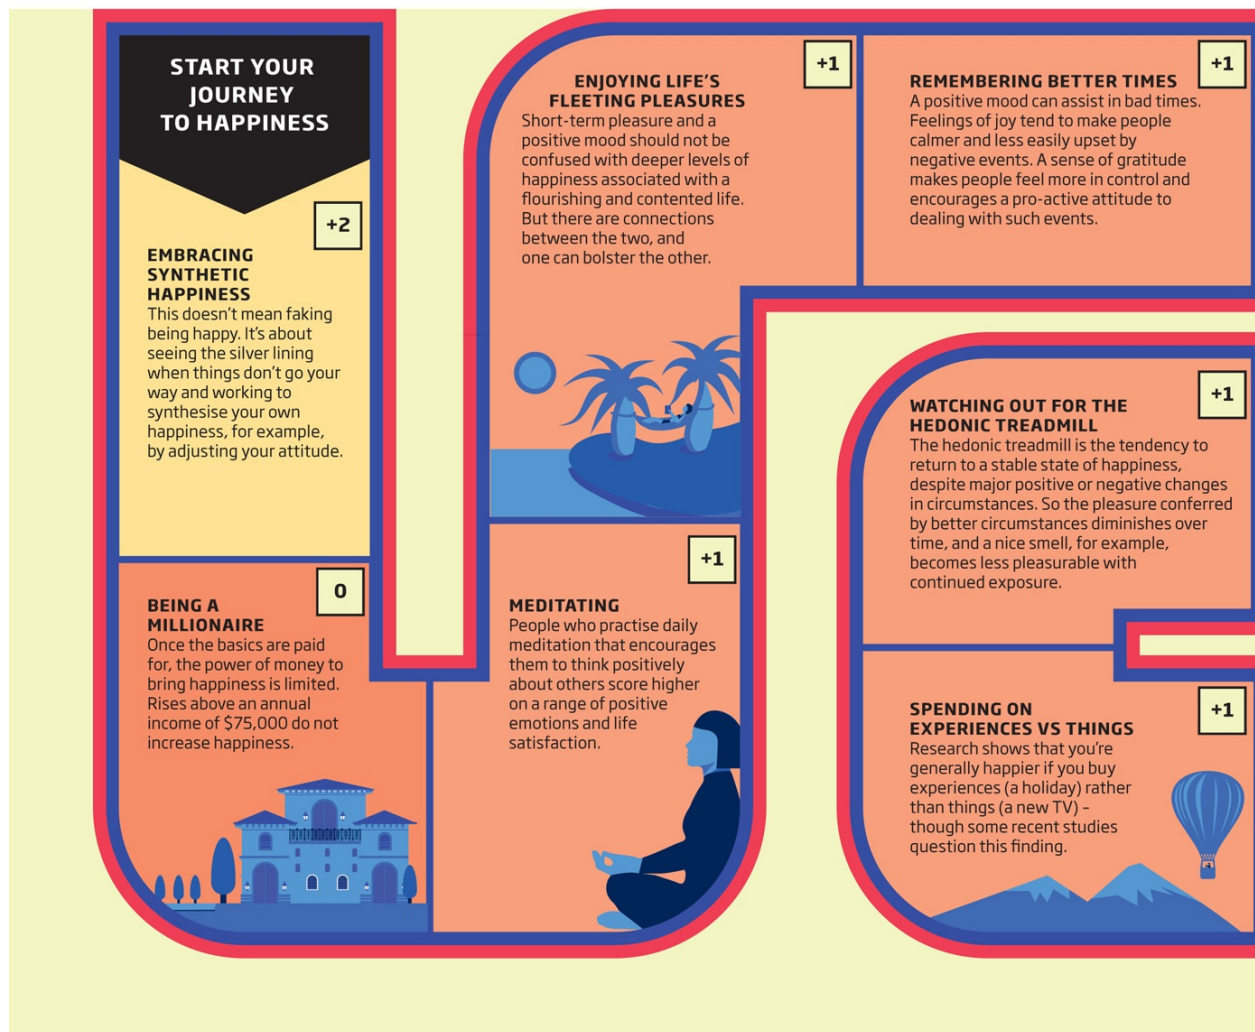 START YOUR
JOURNEY
TO HAPPINESS
+2
EMBRACING
SYNTHETIC
HAPPINESS
This doesn't mean faking
being happy. It's about
seeing the silver lining
when things don't go your
way and working to
synthesise your own
happiness, for example,
by adjusting your attitude.
0
BEING A
MILLIONAIRE
Once the basics are paid
for, the power of money to
bring happiness is limited.
Rises above an annual
income of $75,000 do not
increase happiness.
+1
MEDITATING
People who practise daily
meditation that encourages
them to think positively
about others score higher
on a range of positive
emotions and life
satisfaction.
+1
ENJOYING LIFE'S
FLEETING PLEASURES
Short-term pleasure and a
positive mood should not be
confused with deeper levels of
happiness associated with a
flourishing and contented life.
But there are connections
between the two, and
one can bolster the other.
+1
REMEMBERING BETTER TIMES
A positive mood can assist in bad times.
Feelings of joy tend to make people
calmer and less easily upset by
negative events. A sense of gratitude
makes people feel more in control and
encourages a pro-active attitude to
dealing with such events.
+1
WATCHING OUT FOR THE
HEDONIC TREADMILL
The hedonic treadmill is the tendency to
return to a stable state of happiness,
despite major positive or negative changes
in circumstances. So the pleasure conferred
by better circumstances diminishes over
time, and a nice smell, for example,
becomes less pleasurable with
continued exposure.
+1
SPENDING ON
EXPERIENCES VS THINGS
Research shows that you're
generally happier if you buy
experiences (a holiday) rather
than things (a new TV) –
though some recent studies
question this finding.